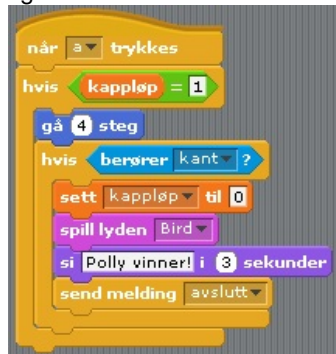 når a trykkes
hvis kappløp = 1
gå 4 steg
hvis berører kant ?
sett kappløp til 0
spill lyden Bird
si Polly vinner! i 3 sekunder
send melding avslutt